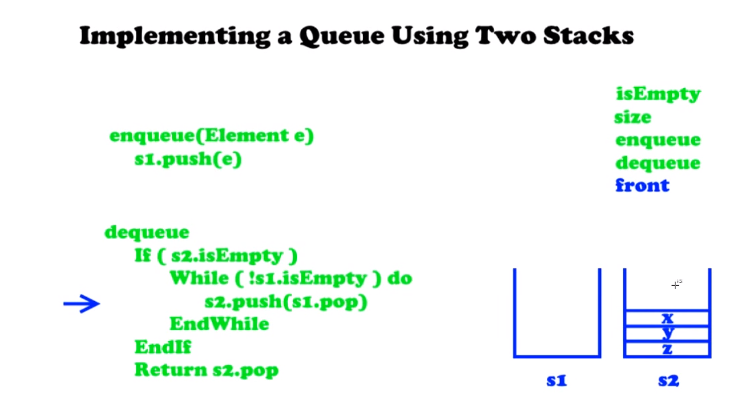 Implementing a Queue Using Two Stacks
isEmpty
size
enqueue
dequeue
front
enqueue(Element e)
s1.push(e)
dequeue
If ( s2.isEmpty )
While ( !s1.isEmpty ) do
s2.push(s1.pop)
EndWhile
EndIf
Return s2.pop
x
y
z
s1
s2